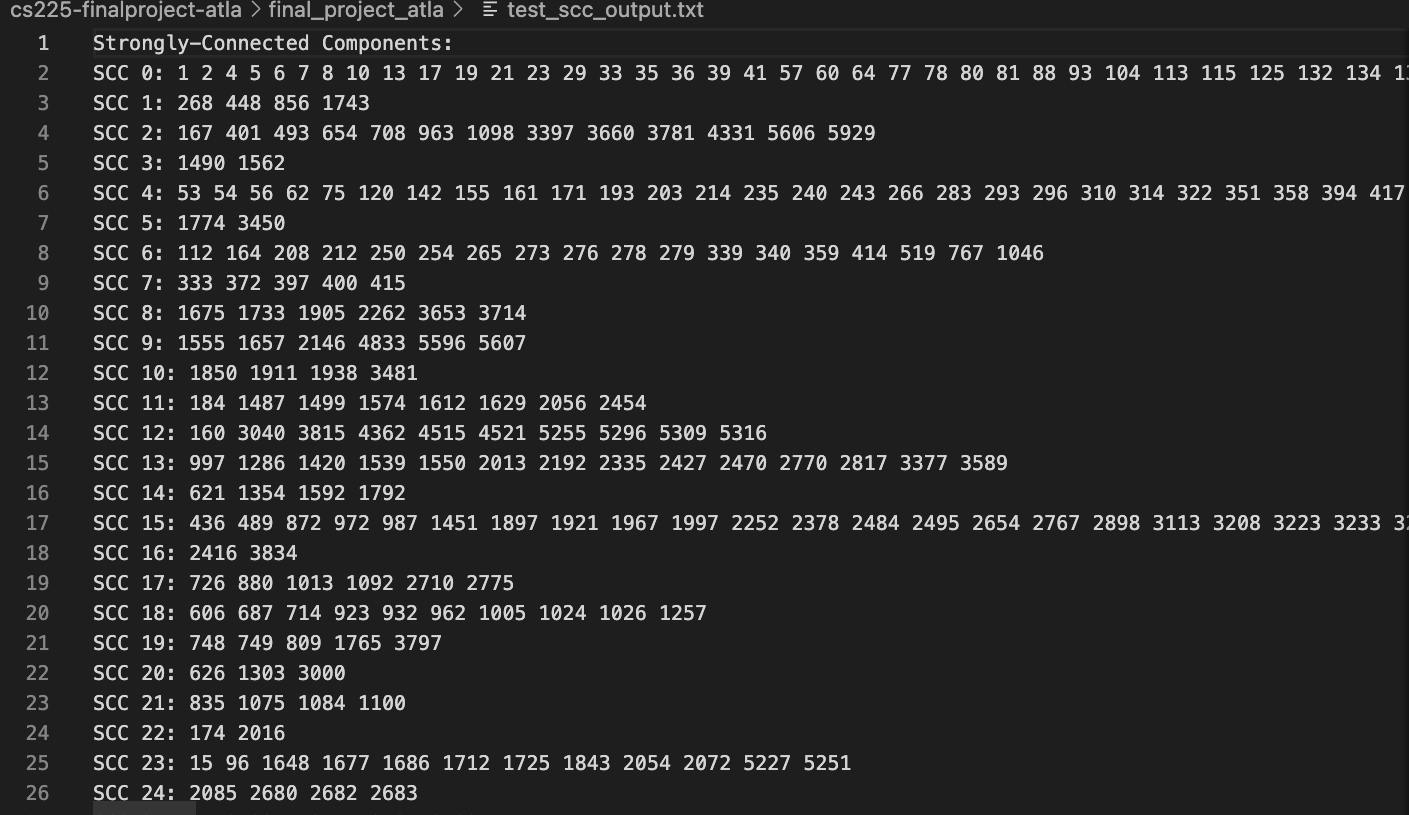 cs225-finalproject-atla > final_project_atla > test_scc_output.txt
1 Strongly-Connected Components:
2 SCC 0: 1 2 4 5 6 7 8 10 13 17 19 21 23 29 33 35 36 39 41 57 60 64 77 78 80 81 88 93 104 113 115 125 132 134
3 SCC 1: 268 448 856 1743
4 SCC 2: 167 401 493 654 708 963 1098 3397 3660 3781 4331 5606 5929
5 SCC 3: 1490 1562
6 SCC 4: 53 54 56 62 75 120 142 155 161 171 193 203 214 235 240 243 266 283 293 296 310 314 322 351 358 394 417
7 SCC 5: 1774 3450
8 SCC 6: 112 164 208 212 250 254 265 273 276 278 279 339 340 359 414 519 767 1046
9 SCC 7: 333 372 397 400 415
10 SCC 8: 1675 1733 1905 2262 3653 3714
11 SCC 9: 1555 1657 2146 4833 5596 5607
12 SCC 10: 1850 1911 1938 3481
13 SCC 11: 184 1487 1499 1574 1612 1629 2056 2454
14 SCC 12: 160 3040 3815 4362 4515 4521 5255 5296 5309 5316
15 SCC 13: 997 1286 1420 1539 1550 2013 2192 2335 2427 2470 2770 2817 3377 3589
16 SCC 14: 621 1354 1592 1792
17 SCC 15: 436 489 872 972 987 1451 1897 1921 1967 1997 2252 2378 2484 2495 2654 2767 2898 3113 3208 3223 3233
18 SCC 16: 2416 3834
19 SCC 17: 726 880 1013 1092 2710 2775
20 SCC 18: 606 687 714 923 932 962 1005 1024 1026 1257
21 SCC 19: 748 749 809 1765 3797
22 SCC 20: 626 1303 3000
23 SCC 21: 835 1075 1084 1100
24 SCC 22: 174 2016
25 SCC 23: 15 96 1648 1677 1686 1712 1725 1843 2054 2072 5227 5251
26 SCC 24: 2085 2680 2682 2683